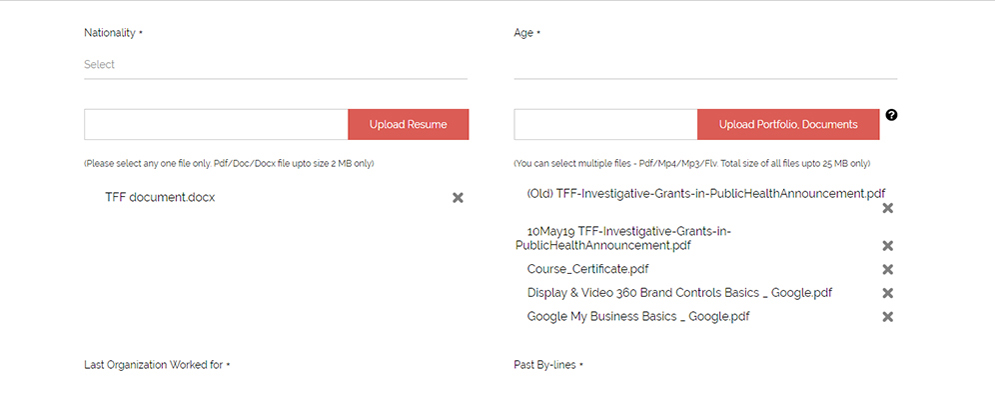 Nationality *
Age *
Select
Upload Resume
Upload Portfolio, Documents
?
(Please select any one file only. Pdf/Doc/Docx file upto size 2 MB only)
(You can select multiple files - Pdf/Mp4/Mp3/Flv. Total size of all files upto 25 MB only)
TFF document.docx
(Old) TFF-Investigative-Grants-in-PublicHealthAnnouncement.pdf
10May19 TFF-Investigative-Grants-in-
PublicHealthAnnouncement.pdf
Course_Certificate.pdf
Display & Video 360 Brand Controls Basics _ Google.pdf
Google My Business Basics _ Google.pdf
Last Organization Worked for *
Past By-lines *